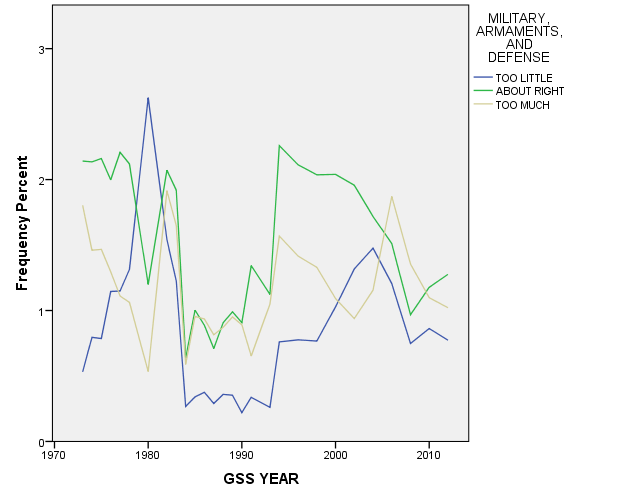 MILITARY,
ARMAMENTS,
AND
DEFENSE
TOO LITTLE
ABOUT RIGHT
TOO MUCH
Frequency Percent
3
2
1
0
1970 1980 1990 2000 2010
GSS YEAR